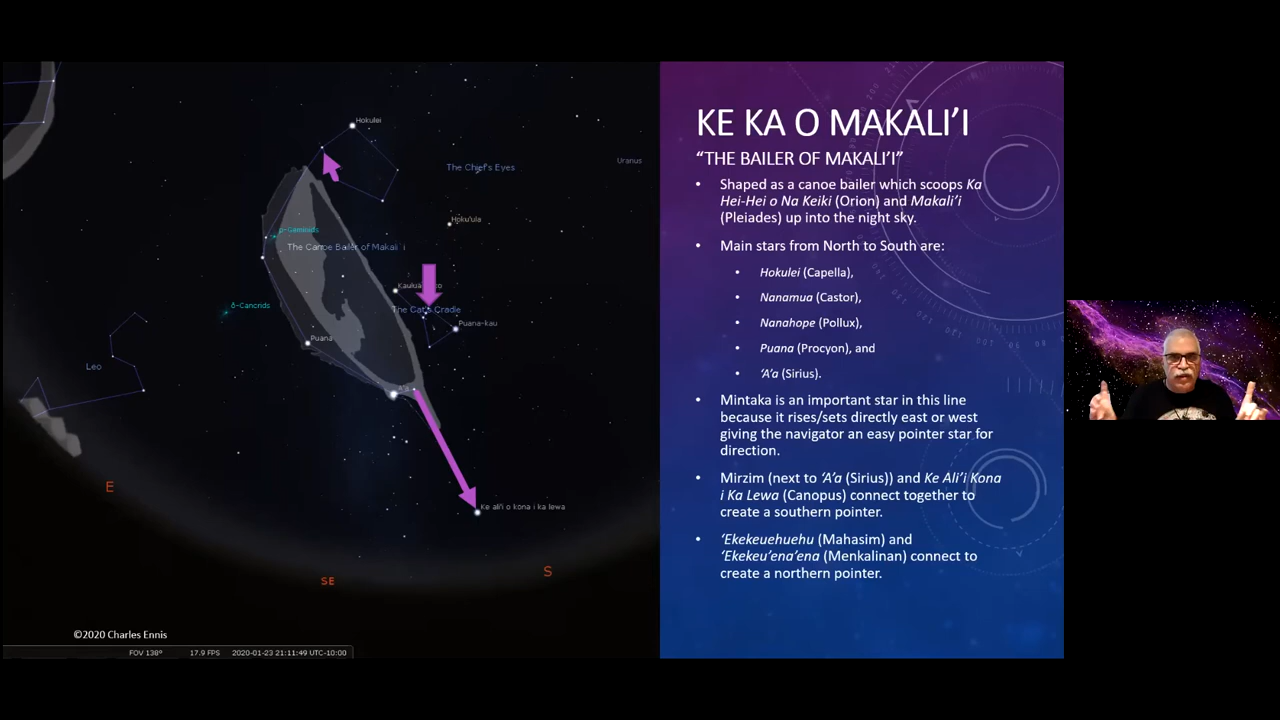 Hokulei
The Chief's Eyes
Uranus
Hoku'ula
ρ-Geminids
The Canoe Bailer of Makali i
δ-Cancrids
The Cat's Cradle
Puana-kau
Puana
Leo
A'a
Ke ali'i o kona i ka lewa
E
SE
S
©2020 Charles Ennis
FOV 138°
17.9 FPS
2020-01-23 21:11:49 UTC-10:00
KE KA O MAKALI'I
"THE BAILER OF MAKALI'I"
• Shaped as a canoe bailer which scoops Ka
Hei-Hei o Na Keiki (Orion) and Makali'i
(Pleiades) up into the night sky.
• Main stars from North to South are:
• Hokulei (Capella),
• Nanamua (Castor),
• Nanahope (Pollux),
• Puana (Procyon), and
• 'A'a (Sirius).
• Mintaka is an important star in this line
because it rises/sets directly east or west
giving the navigator an easy pointer star for
direction.
• Mirzim (next to 'A'a (Sirius)) and Ke Ali'i Kona
i Ka Lewa (Canopus) connect together to
create a southern pointer.
• 'Ekekeuehuehu (Mahasim) and
'Ekekeu'ena'ena (Menkalinan) connect to
create a northern pointer.